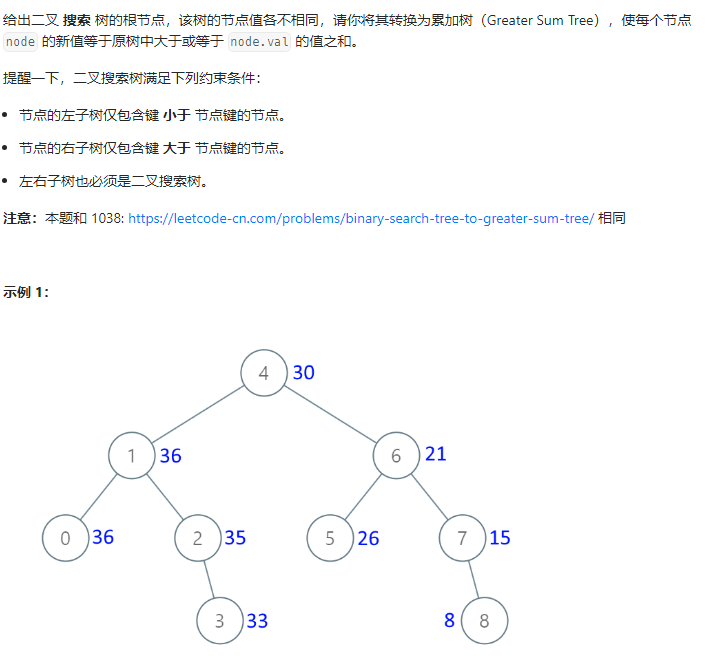 给出二叉 搜索 树的根节点，该树的节点值各不相同，请你将其转换为累加树（Greater Sum Tree），使每个节点
node 的新值等于原树中大于或等于 node.val 的值之和。
提醒一下，二叉搜索树满足下列约束条件：
• 节点的左子树仅包含键 小于 节点键的节点。
• 节点的右子树仅包含键 大于 节点键的节点。
• 左右子树也必须是二叉搜索树。
注意：本题和 1038: https://leetcode-cn.com/problems/binary-search-tree-to-greater-sum-tree/ 相同
示例 1：
4 30
1 36 6 21
0 36 2 35 5 26 7 15
3 33 8 8